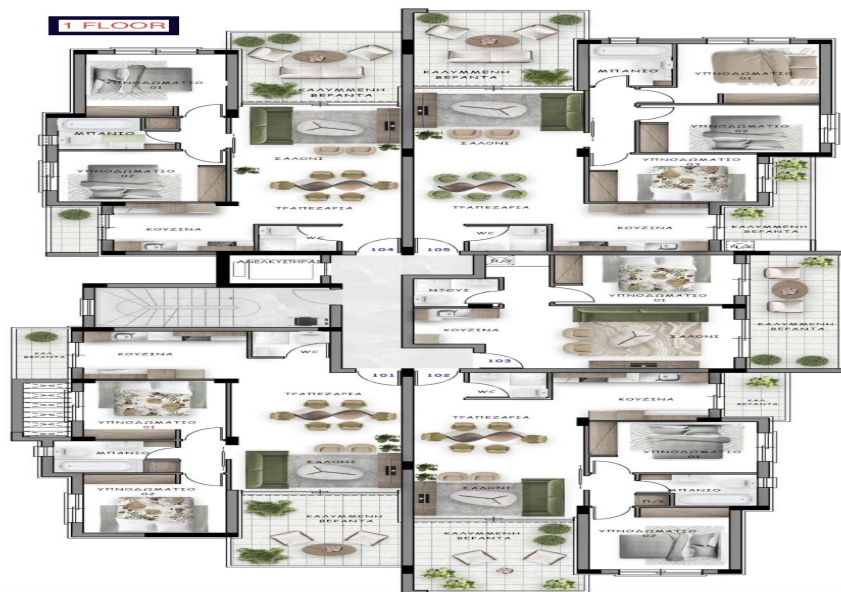 1 FLOOR
ΥΠΝΟΔΩΜΑΤΙΟ
01
ΜΠΑΝΙΟ
ΥΠΝΟΔΩΜΑΤΙΟ
02
ΚΟΥΖΙΝΑ
ΚΑΛΥΜΜΕΝΗ
ΒΕΡΑΝΤΑ
ΣΑΛΟΝΙ
ΤΡΑΠΕΖΑΡΙΑ
WC
104
ΚΑΛΥΜΜΕΝΗ
ΒΕΡΑΝΤΑ
ΣΑΛΟΝΙ
ΤΡΑΠΕΖΑΡΙΑ
WC
105
ΜΠΑΝΙΟ
ΥΠΝΟΔΩΜΑΤΙΟ
01
ΥΠΝΟΔΩΜΑΤΙΟ
02
ΥΠΝΟΔΩΜΑΤΙΟ
03
ΚΟΥΖΙΝΑ
ΚΑΛΥΜΜΕΝΗ
ΒΕΡΑΝΤΑ
ΑΝΕΛΚΥΣΤΗΡΑΣ
ΝΤΟΥΣ
ΥΠΝΟΔΩΜΑΤΙΟ
01
ΚΟΥΖΙΝΑ
ΣΑΛΟΝΙ
103
ΚΑΛΥΜΜΕΝΗ
ΒΕΡΑΝΤΑ
ΚΑΛ.
ΒΕΡΑΝΤΑ
ΚΟΥΖΙΝΑ
WC
101
ΤΡΑΠΕΖΑΡΙΑ
ΥΠΝΟΔΩΜΑΤΙΟ
01
ΜΠΑΝΙΟ
ΥΠΝΟΔΩΜΑΤΙΟ
02
ΣΑΛΟΝΙ
ΚΑΛΥΜΜΕΝΗ
ΒΕΡΑΝΤΑ
102
WC
ΚΟΥΖΙΝΑ
ΚΑΛ.
ΒΕΡΑΝΤΑ
ΤΡΑΠΕΖΑΡΙΑ
ΥΠΝΟΔΩΜΑΤΙΟ
01
ΣΑΛΟΝΙ
ΜΠΑΝΙΟ
ΚΑΛΥΜΜΕΝΗ
ΒΕΡΑΝΤΑ
ΥΠΝΟΔΩΜΑΤΙΟ
02